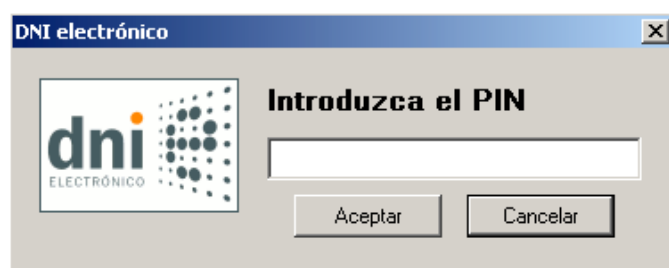 DNI electrónico
dni
ELECTRÓNICO
Introduzca el PIN
Aceptar
Cancelar